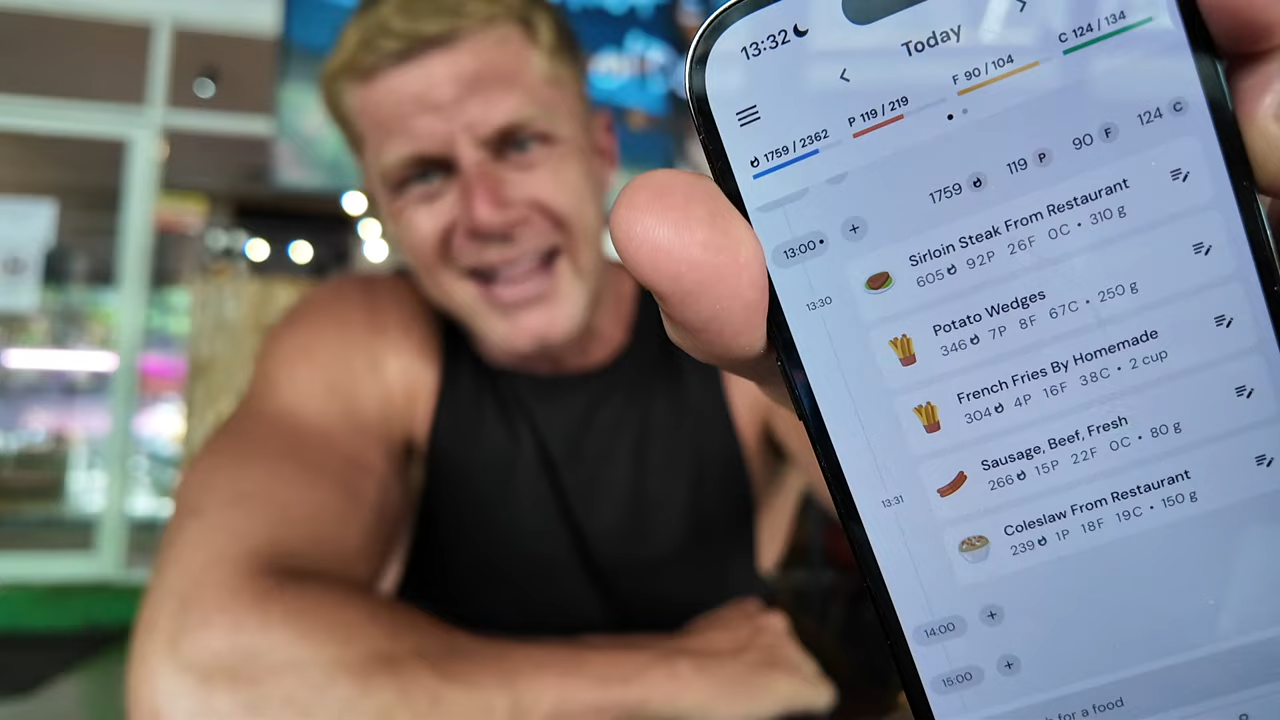 13:32
Today
1759 / 2362
P 119 / 219
F 90 / 104
C 124 / 134
1759 119 P 90 F 124 C
13:00
Sirloin Steak From Restaurant
605 92P 26F 0C • 310 g
13:30
Potato Wedges
346 7P 8F 67C • 250 g
French Fries By Homemade
304 4P 16F 38C • 2 cup
Sausage, Beef, Fresh
266 15P 22F 0C • 80 g
13:31
Coleslaw From Restaurant
239 1P 18F 19C • 150 g
14:00
15:00
for a food